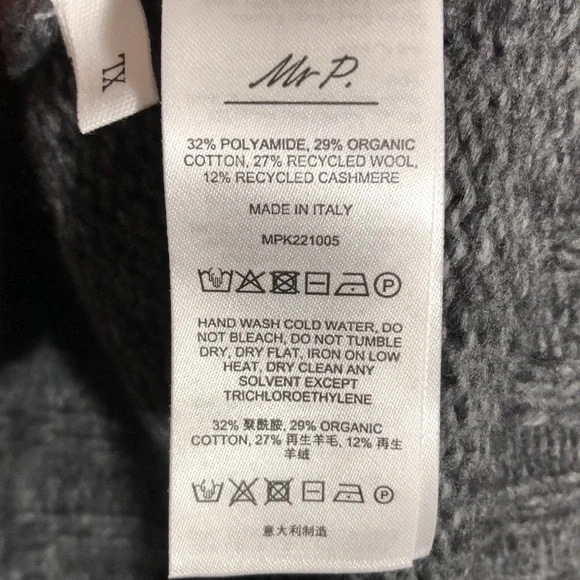 XL
Mr P.
32% POLYAMIDE, 29% ORGANIC
COTTON, 27% RECYCLED WOOL,
12% RECYCLED CASHMERE
MADE IN ITALY
MPK221005
P
HAND WASH COLD WATER, DO
NOT BLEACH, DO NOT TUMBLE
DRY, DRY FLAT, IRON ON LOW
HEAT, DRY CLEAN ANY
SOLVENT EXCEPT
TRICHLOROETHYLENE
32% 聚酰胺, 29% ORGANIC
COTTON, 27% 再生羊毛, 12% 再生
羊绒
P
意大利制造